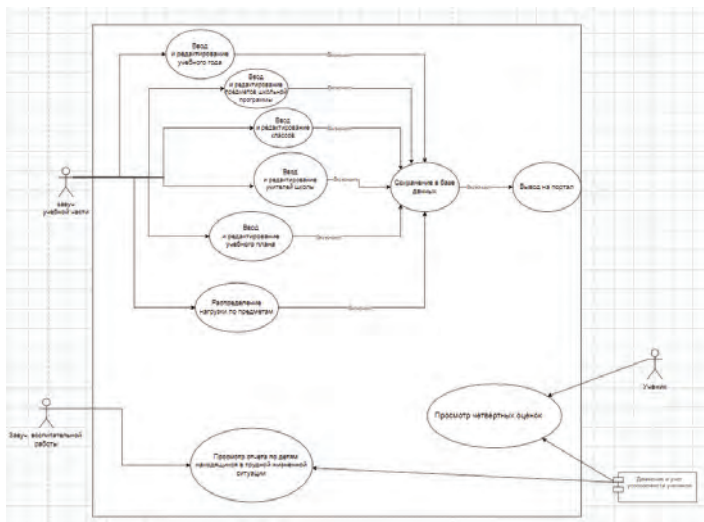 Ввод
и редактирование
учебного года
Ввод
и редактирование
предметов школьной
программы
Ввод
и редактирование
классов
Ввод
и редактирование
учителей школы
Ввод
и редактирование
учебного плана
Распределение
нагрузки по предметам
Сохранение в базе
данных
Вывод на портал
завуч
учебной части
Ученик
Завуч. воспитательной
работы
Просмотр четвертных оценок
Просмотр отчета по детям
находящихся в трудной жизненной
ситуации
Движение и учет
успеваемости учеников